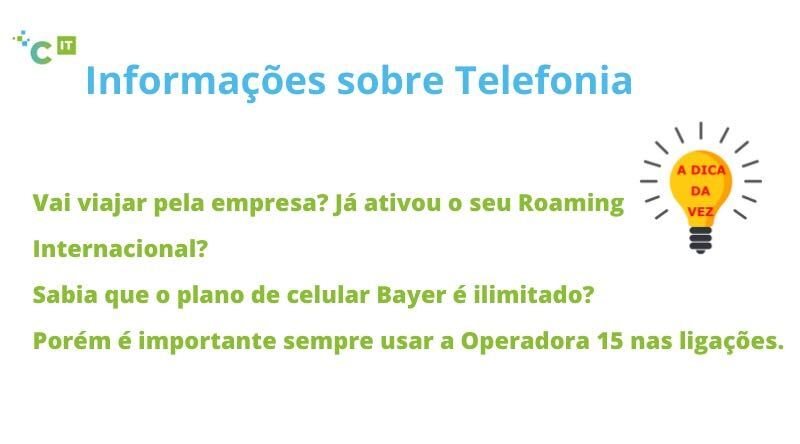 C IT
Informações sobre Telefonia
A DICA
DA
VEZ
Vai viajar pela empresa? Já ativou o seu Roaming
Internacional?
Sabia que o plano de celular Bayer é ilimitado?
Porém é importante sempre usar a Operadora 15 nas ligações.